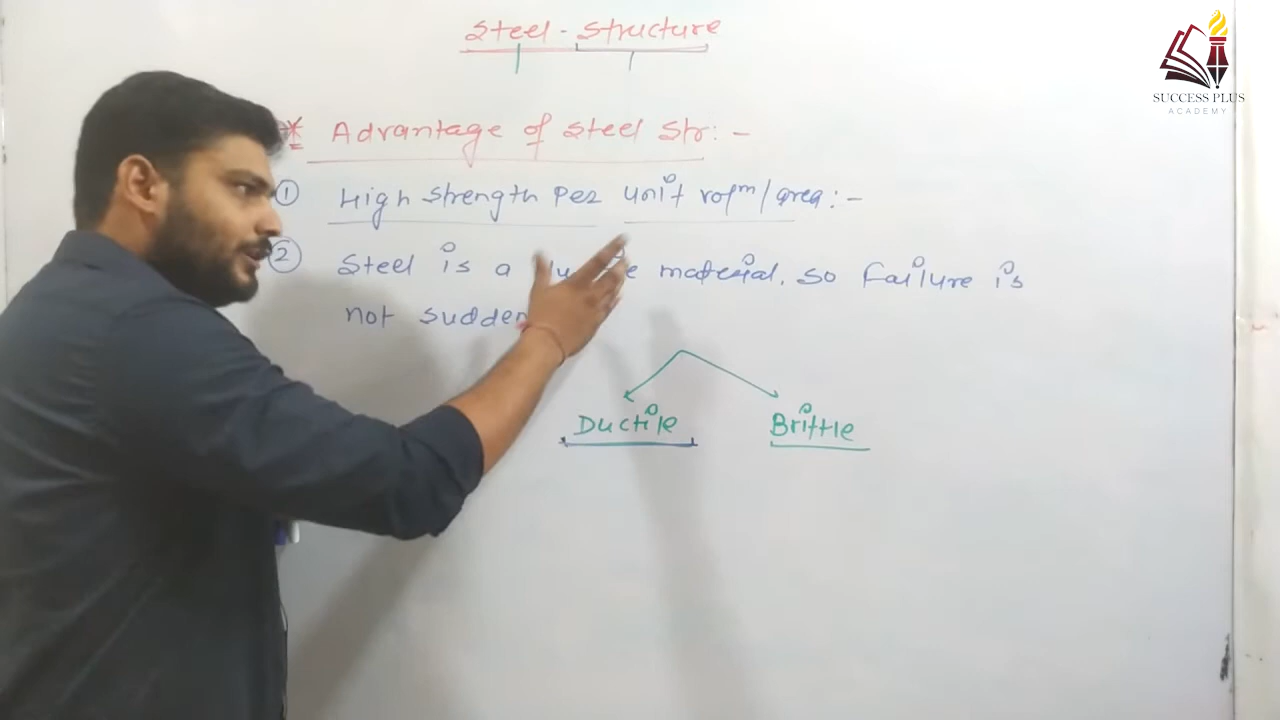 Steel - Structure
SUCCESS PLUS
ACADEMY
* Advantage of Steel Str: -
① High Strength Per unit volm/area: -
② Steel is a material. so Failure is
not sudden
Ductile Brittle